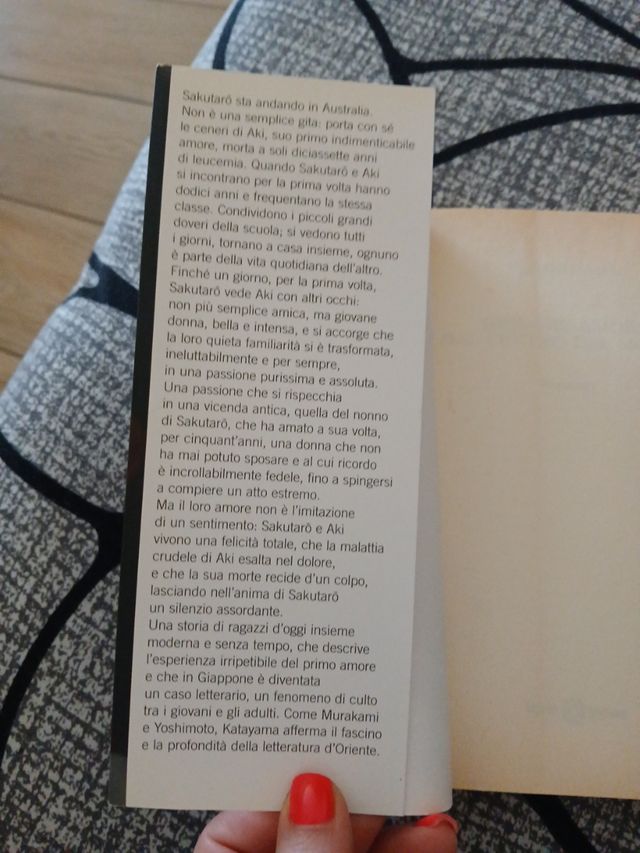 Sakutarô sta andando in Australia.
Non è una semplice gita: porta con sé
le ceneri di Aki, suo primo indimenticabile
amore, morta a soli diciassette anni
di leucemia. Quando Sakutarô e Aki
si incontrano per la prima volta hanno
dodici anni e frequentano la stessa
classe. Condividono i piccoli grandi
doveri della scuola; si vedono tutti
i giorni, tornano a casa insieme, ognuno
è parte della vita quotidiana dell'altro.
Finché un giorno, per la prima volta,
Sakutarô vede Aki con altri occhi:
non più semplice amica, ma giovane
donna, bella e intensa, e si accorge che
la loro quieta familiarità si è trasformata,
ineluttabilmente e per sempre,
in una passione purissima e assoluta.
Una passione che si rispecchia
in una vicenda antica, quella del nonno
di Sakutarô, che ha amato a sua volta,
per cinquant'anni, una donna che non
ha mai potuto sposare e al cui ricordo
è incrollabilmente fedele, fino a spingersi
a compiere un atto estremo.
Ma il loro amore non è l'imitazione
di un sentimento: Sakutarô e Aki
vivono una felicità totale, che la malattia
crudele di Aki esalta nel dolore,
e che la sua morte recide d'un colpo,
lasciando nell'anima di Sakutarô
un silenzio assordante.
Una storia di ragazzi d'oggi insieme
moderna e senza tempo, che descrive
l'esperienza irripetibile del primo amore
e che in Giappone è diventata
un caso letterario, un fenomeno di culto
tra i giovani e gli adulti. Come Murakami
e Yoshimoto, Katayama afferma il fascino
e la profondità della letteratura d'Oriente.